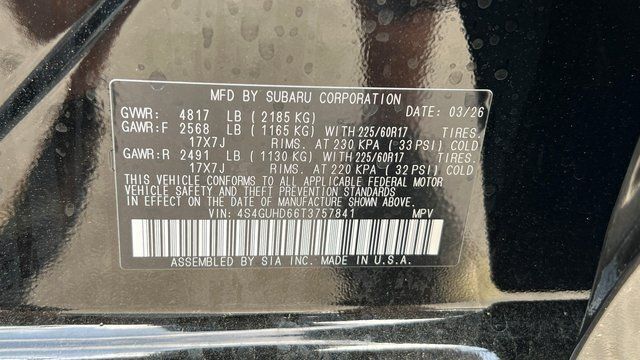 MFD BY SUBARU CORPORATION
GVWR: 4817 LB ( 2185 KG) DATE: 03/26
GAWR:F 2568 LB ( 1165 KG) WITH 225/60R17 TIRES.
17X7J RIMS. AT 230 KPA ( 33 PSI) COLD
GAWR:R 2491 LB ( 1130 KG) WITH 225/60R17 TIRES.
17X7J RIMS. AT 220 KPA ( 32 PSI) COLD
THIS VEHICLE CONFORMS TO ALL APPLICABLE FEDERAL MOTOR
VEHICLE SAFETY AND THEFT PREVENTION STANDARDS
IN EFFECT ON THE DATE OF MANUFACTURE SHOWN ABOVE.
VIN: 4S4GUHD66T3757841 MPV
ASSEMBLED BY SIA INC. MADE IN U.S.A.